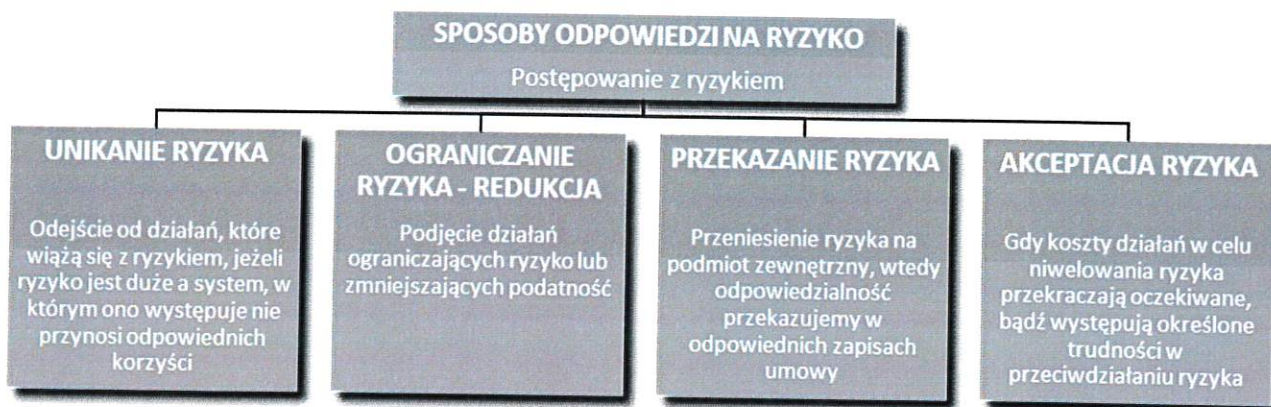 SPOSOBY ODPOWIEDZI NA RYZYKO
Postępowanie z ryzykiem
UNIKANIE RYZYKA
Odejście od działań, które
wiążą się z ryzykiem, jeżeli
ryzyko jest duże a system, w
którym ono występuje nie
przynosi odpowiednich
korzyści
OGRANICZANIE
RYZYKA - REDUKCJA
Podjęcie działań
ograniczających ryzyko lub
zmniejszających podatność
PRZEKAZANIE RYZYKA
Przeniesienie ryzyka na
podmiot zewnętrzny, wtedy
odpowiedzialność
przekazujemy w
odpowiednich zapisach
umowy
AKCEPTACJA RYZYKA
Gdy koszty działań w celu
niwelowania ryzyka
przekraczają oczekiwane,
bądź występują określone
trudności w
przeciwdziałaniu ryzyka